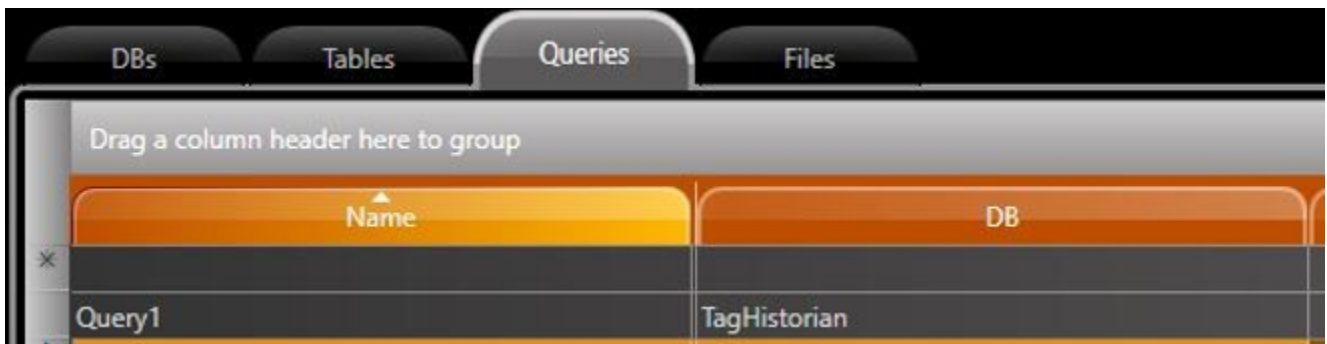 DBs Tables Queries Files
Drag a column header here to group
Name DB
Query1 TagHistorian